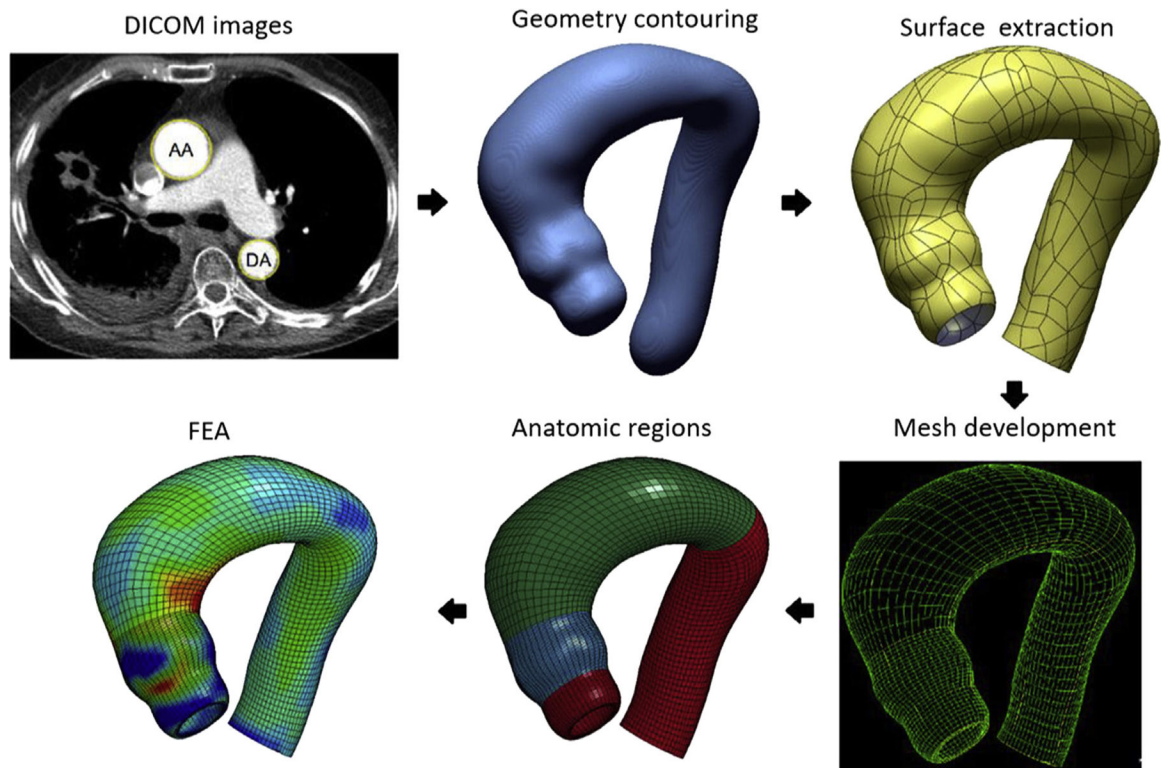 DICOM images
Geometry contouring
Surface extraction
AA
DA
FEA
Anatomic regions
Mesh development